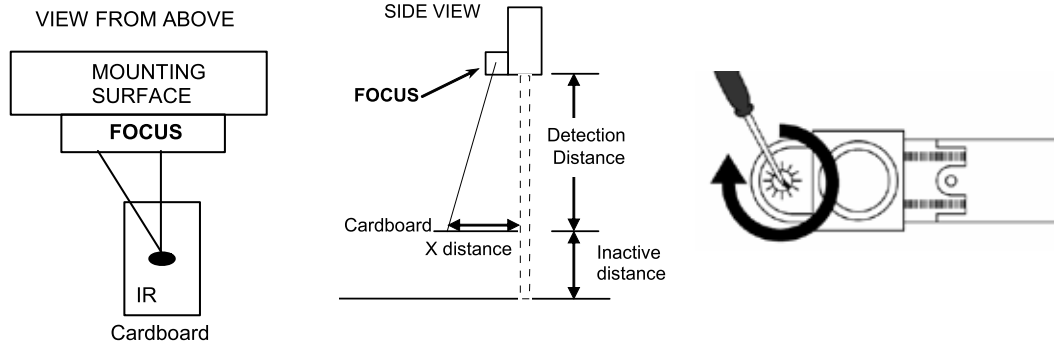 VIEW FROM ABOVE
MOUNTING
SURFACE
FOCUS
IR
Cardboard
SIDE VIEW
FOCUS
Detection
Distance
Cardboard
X distance
Inactive
distance